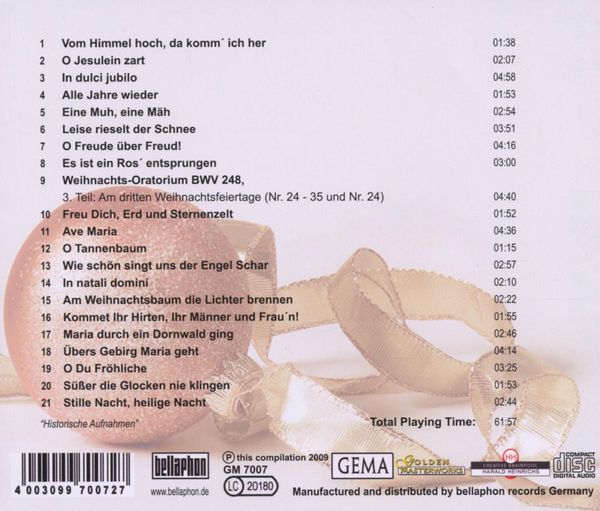 1 Vom Himmel hoch, da komm´ ich her 01:38
2 O Jesulein zart 02:07
3 In dulci jubilo 04:58
4 Alle Jahre wieder 01:53
5 Eine Muh, eine Mäh 02:54
6 Leise rieselt der Schnee 03:51
7 O Freude über Freud! 04:16
8 Es ist ein Ros´ entsprungen 03:00
9 Weihnachts-Oratorium BWV 248,
3. Teil: Am dritten Weihnachtsfeiertage (Nr. 24 - 35 und Nr. 24) 04:40
10 Freu Dich, Erd und Sternenzelt 01:52
11 Ave Maria 04:36
12 O Tannenbaum 01:15
13 Wie schön singt uns der Engel Schar 02:57
14 In natali domini 02:10
15 Am Weihnachtsbaum die Lichter brennen 02:22
16 Kommet Ihr Hirten, Ihr Männer und Frau´n! 01:55
17 Maria durch ein Dornwald ging 02:46
18 Übers Gebirg Maria geht 04:14
19 O Du Fröhliche 03:25
20 Süßer die Glocken nie klingen 01:53
21 Stille Nacht, heilige Nacht 02:44
"Historische Aufnahmen" Total Playing Time: 61:57
4 003099 700727
bellaphon
www.bellaphon.de
Ⓟ this compilation 2009
GM 7007
LC 20180
GEMA
GOLDEN
MASTERWORKS
HH
CREATIVE BRAINPOOL
HARALD HEINRICHS
COMPACT
disc
DIGITAL AUDIO
Manufactured and distributed by bellaphon records Germany